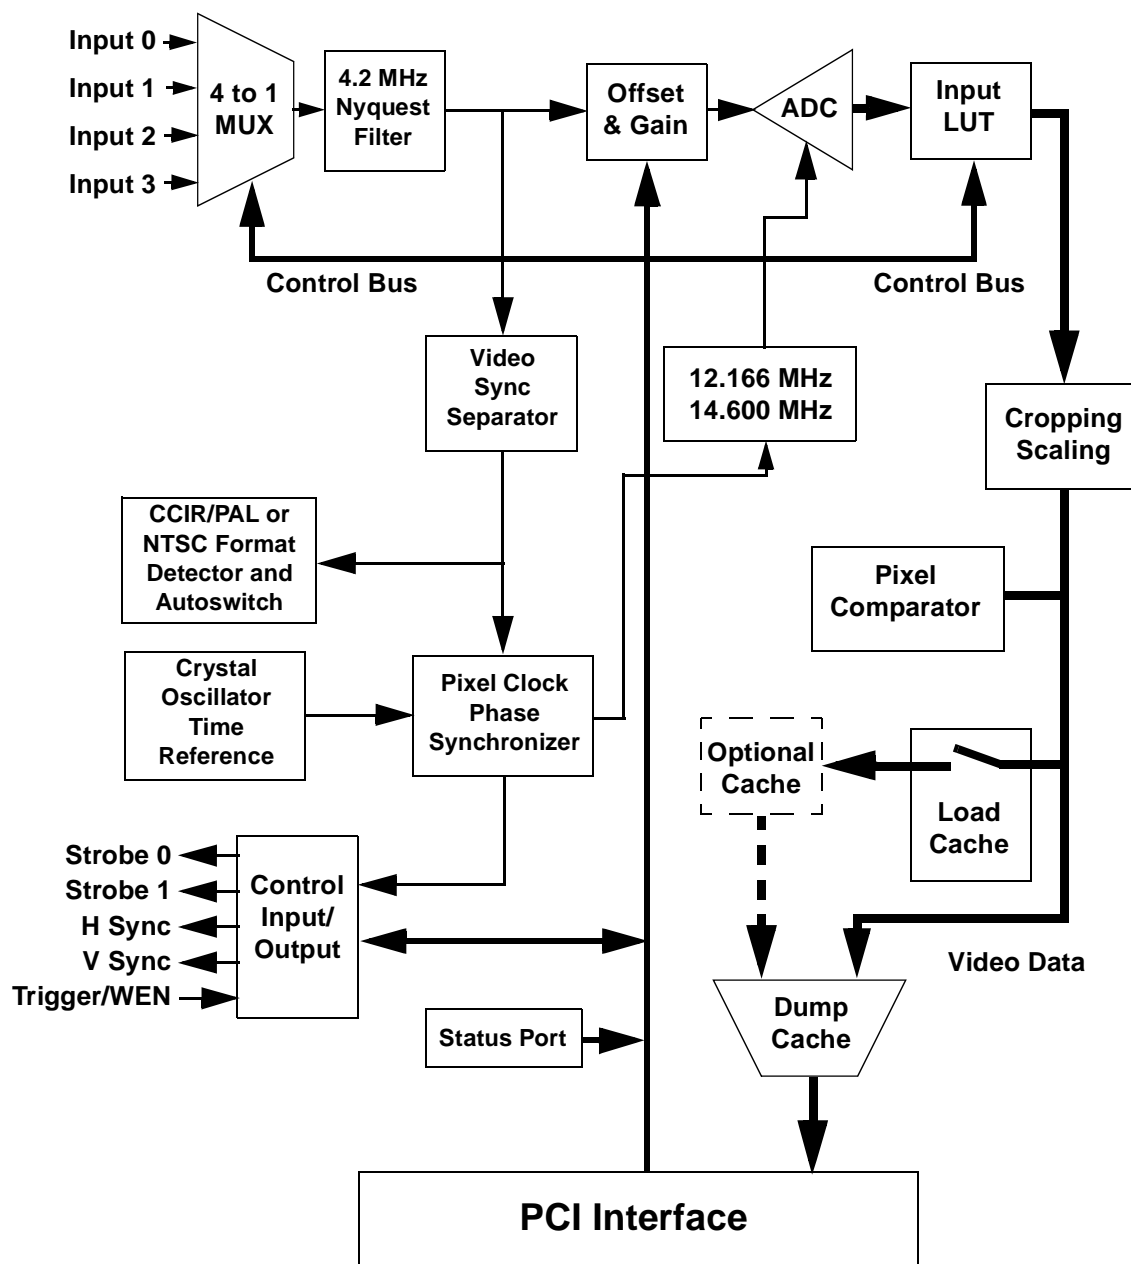 Input 0
Input 1
Input 2
Input 3
4 to 1
MUX
4.2 MHz
Nyquest
Filter
Offset
& Gain
ADC
Input
LUT
Control Bus
Control Bus
Video
Sync
Separator
12.166 MHz
14.600 MHz
Cropping
Scaling
CCIR/PAL or
NTSC Format
Detector and
Autoswitch
Pixel
Comparator
Crystal
Oscillator
Time
Reference
Pixel Clock
Phase
Synchronizer
Optional
Cache
Load
Cache
Strobe 0
Strobe 1
H Sync
V Sync
Trigger/WEN
Control
Input/
Output
Video Data
Status Port
Dump
Cache
PCI Interface